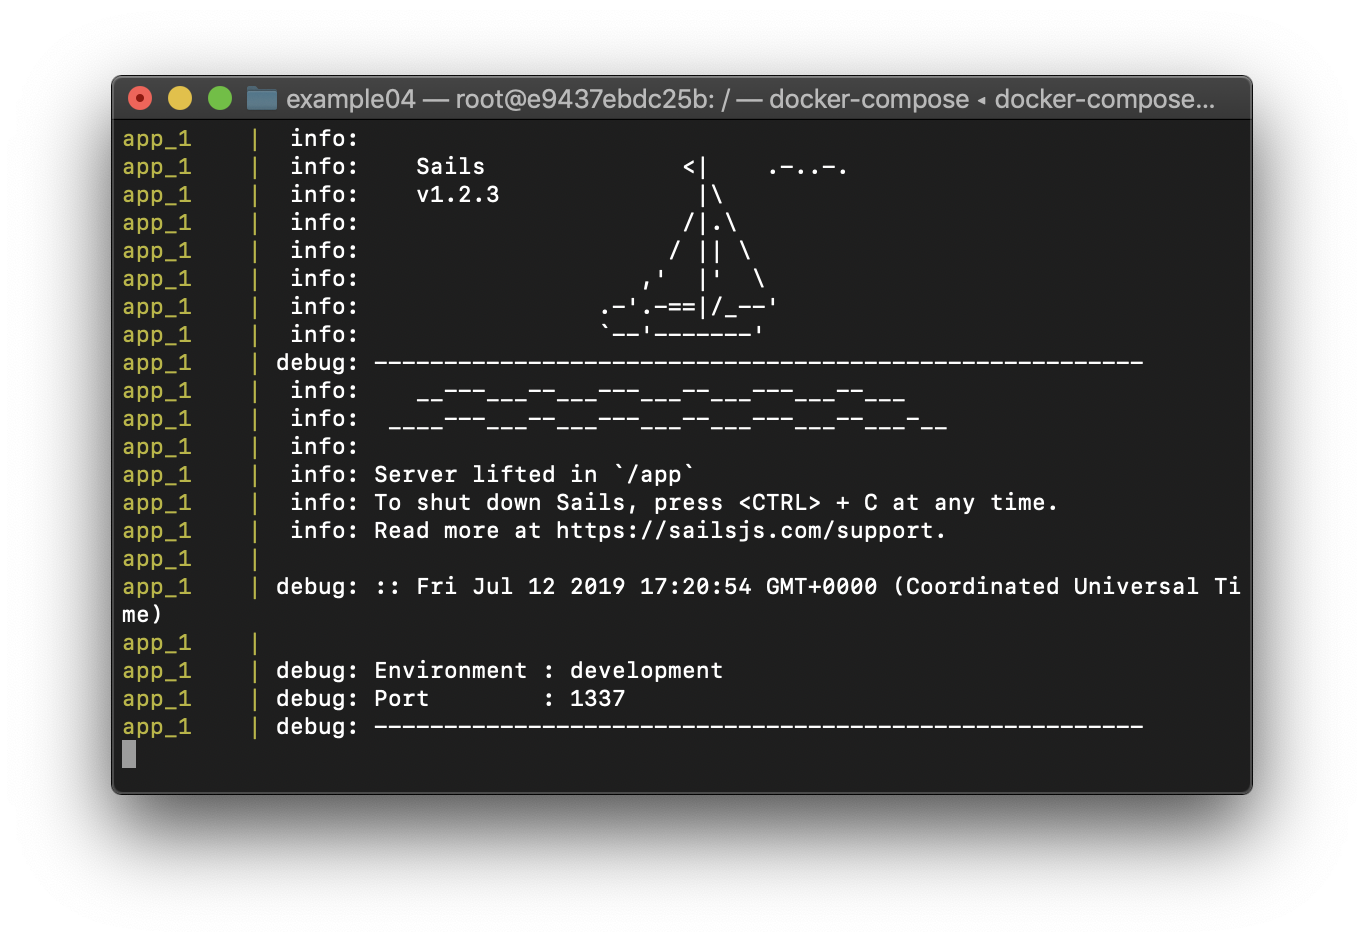 example04 — root@e9437ebdc25b: / — docker-compose ◂ docker-compose...
app_1    |  info:
app_1    |  info:    Sails              <|    .-..-.
app_1    |  info:    v1.2.3              |\
app_1    |  info:                       /|.\
app_1    |  info:                      / || \
app_1    |  info:                    ,'  |'  \
app_1    |  info:                 .-'.-==|/_--'
app_1    |  info:                 `--'-------'
app_1    | debug: -------------------------------------------------------
app_1    |  info:    __---___--___---___--___---___--___
app_1    |  info:  ____---___--___---___--___---___--___-__
app_1    |  info:
app_1    |  info: Server lifted in `/app`
app_1    |  info: To shut down Sails, press <CTRL> + C at any time.
app_1    |  info: Read more at https://sailsjs.com/support.
app_1    |
app_1    | debug: :: Fri Jul 12 2019 17:20:54 GMT+0000 (Coordinated Universal Ti
me)
app_1    |
app_1    | debug: Environment : development
app_1    | debug: Port        : 1337
app_1    | debug: -------------------------------------------------------